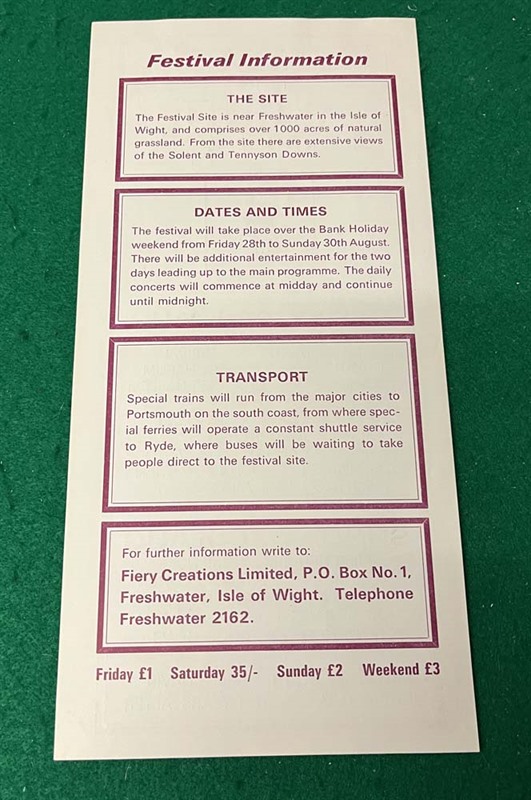 Festival Information
THE SITE
The Festival Site is near Freshwater in the Isle of
Wight, and comprises over 1000 acres of natural
grassland. From the site there are extensive views
of the Solent and Tennyson Downs.
DATES AND TIMES
The festival will take place over the Bank Holiday
weekend from Friday 28th to Sunday 30th August.
There will be additional entertainment for the two
days leading up to the main programme. The daily
concerts will commence at midday and continue
until midnight.
TRANSPORT
Special trains will run from the major cities to
Portsmouth on the south coast, from where spec-
ial ferries will operate a constant shuttle service
to Ryde, where buses will be waiting to take
people direct to the festival site.
For further information write to:
Fiery Creations Limited, P.O. Box No. 1,
Freshwater, Isle of Wight. Telephone
Freshwater 2162.
Friday £1 Saturday 35/- Sunday £2 Weekend £3